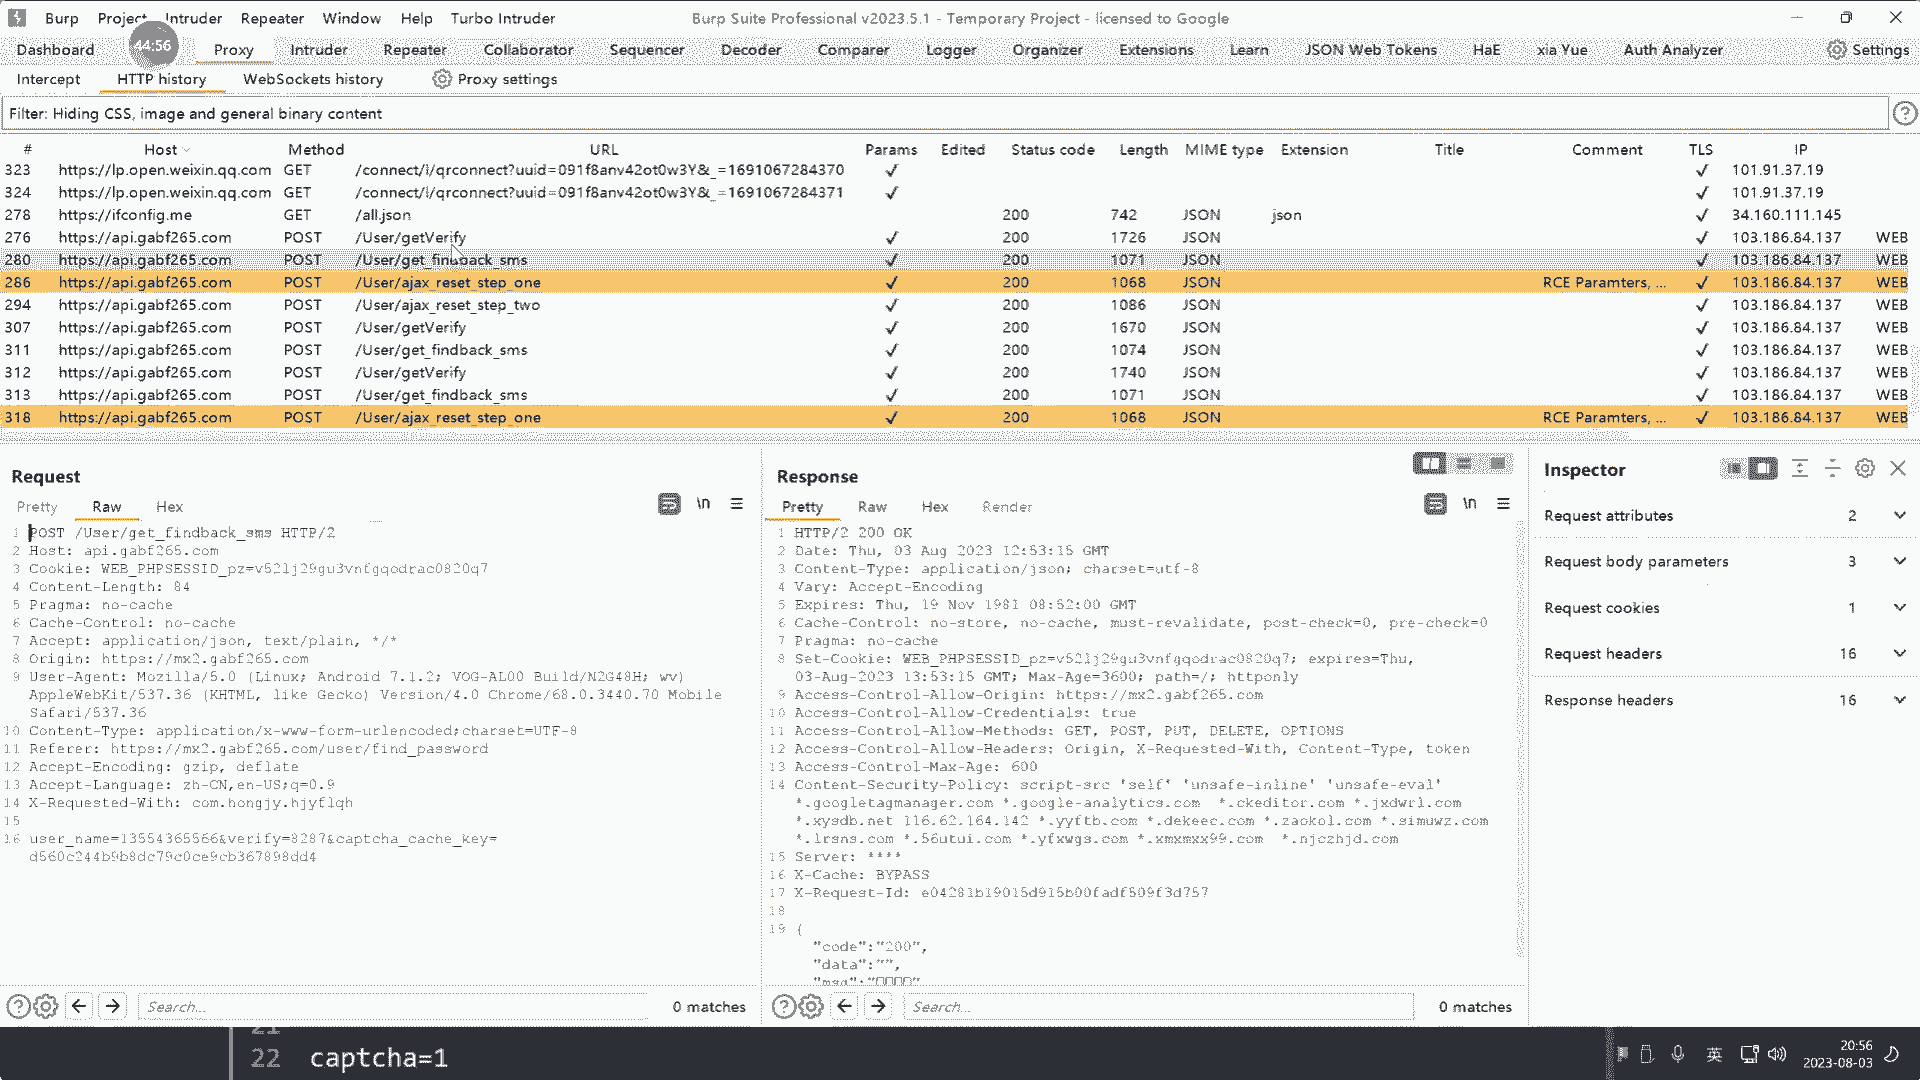 Burp Project Intruder Repeater Window Help Turbo Intruder Burp Suite Professional v2023.5.1 - Temporary Project - licensed to Google
44:56
Dashboard Proxy Intruder Repeater Collaborator Sequencer Decoder Comparer Logger Organizer Extensions Learn JSON Web Tokens HaE xia Yue Auth Analyzer Settings
Intercept HTTP history WebSockets history Proxy settings
Filter: Hiding CSS, image and general binary content
# Host Method URL Params Edited Status code Length MIME type Extension Title Comment TLS IP
323 https://lp.open.weixin.qq.com GET /connect/l/qrconnect?uuid=091f8anv42ot0w3Y&_=1691067284370 ✓ ✓ 101.91.37.19
324 https://lp.open.weixin.qq.com GET /connect/l/qrconnect?uuid=091f8anv42ot0w3Y&_=1691067284371 ✓ ✓ 101.91.37.19
278 https://ifconfig.me GET /all.json 200 742 JSON json ✓ 34.160.111.145
276 https://api.gabf265.com POST /User/getVerify ✓ 200 1726 JSON ✓ 103.186.84.137 WEB
280 https://api.gabf265.com POST /User/get_findback_sms ✓ 200 1071 JSON ✓ 103.186.84.137 WEB
286 https://api.gabf265.com POST /User/ajax_reset_step_one ✓ 200 1068 JSON RCE Paramters, ... ✓ 103.186.84.137 WEB
294 https://api.gabf265.com POST /User/ajax_reset_step_two ✓ 200 1086 JSON ✓ 103.186.84.137 WEB
307 https://api.gabf265.com POST /User/getVerify ✓ 200 1670 JSON ✓ 103.186.84.137 WEB
311 https://api.gabf265.com POST /User/get_findback_sms ✓ 200 1074 JSON ✓ 103.186.84.137 WEB
312 https://api.gabf265.com POST /User/getVerify ✓ 200 1740 JSON ✓ 103.186.84.137 WEB
313 https://api.gabf265.com POST /User/get_findback_sms ✓ 200 1071 JSON ✓ 103.186.84.137 WEB
318 https://api.gabf265.com POST /User/ajax_reset_step_one ✓ 200 1068 JSON RCE Paramters, ... ✓ 103.186.84.137 WEB
Request
Pretty Raw Hex \n
1 POST /User/get_findback_sms HTTP/2
2 Host: api.gabf265.com
3 Cookie: WEB_PHPSESSID_pz=v521j29gu3vnfgqodrac0820q7
4 Content-Length: 84
5 Pragma: no-cache
6 Cache-Control: no-cache
7 Accept: application/json, text/plain, */*
8 Origin: https://mx2.gabf265.com
9 User-Agent: Mozilla/5.0 (Linux; Android 7.1.2; VOG-AL00 Build/N2G48H; wv)
AppleWebKit/537.36 (KHTML, like Gecko) Version/4.0 Chrome/68.0.3440.70 Mobile
Safari/537.36
10 Content-Type: application/x-www-form-urlencoded;charset=UTF-8
11 Referer: https://mx2.gabf265.com/user/find_password
12 Accept-Encoding: gzip, deflate
13 Accept-Language: zh-CN,en-US;q=0.9
14 X-Requested-With: com.hongjy.hjyflqh
15
16 user_name=13554365566&verify=8287&captcha_cache_key=
d560c244b9b8dc79c0ce9cb367898dd4
Search... 0 matches
Response
Pretty Raw Hex Render \n
1 HTTP/2 200 OK
2 Date: Thu, 03 Aug 2023 12:53:15 GMT
3 Content-Type: application/json; charset=utf-8
4 Vary: Accept-Encoding
5 Expires: Thu, 19 Nov 1981 08:52:00 GMT
6 Cache-Control: no-store, no-cache, must-revalidate, post-check=0, pre-check=0
7 Pragma: no-cache
8 Set-Cookie: WEB_PHPSESSID_pz=v521j29gu3vnfgqodrac0820q7; expires=Thu,
03-Aug-2023 13:53:15 GMT; Max-Age=3600; path=/; httponly
9 Access-Control-Allow-Origin: https://mx2.gabf265.com
10 Access-Control-Allow-Credentials: true
11 Access-Control-Allow-Methods: GET, POST, PUT, DELETE, OPTIONS
12 Access-Control-Allow-Headers: Origin, X-Requested-With, Content-Type, token
13 Access-Control-Max-Age: 600
14 Content-Security-Policy: script-src 'self' 'unsafe-inline' 'unsafe-eval'
*.googletagmanager.com *.google-analytics.com *.ckeditor.com *.jxdwrl.com
*.xysdb.net 116.62.164.142 *.yyftb.com *.dekeec.com *.zaokol.com *.simuwz.com
*.lrsns.com *.56utui.com *.yfxwgs.com *.xmxmxx99.com *.njczhjd.com
15 Server: ****
16 X-Cache: BYPASS
17 X-Request-Id: e04281b19015d915b00fadf509f3d757
18
19 {
"code":"200",
"data":"",
"msg":"□□□□"
Search... 0 matches
Inspector
Request attributes 2
Request body parameters 3
Request cookies 1
Request headers 16
Response headers 16
21
22 captcha=1
英
20:56
2023-08-03